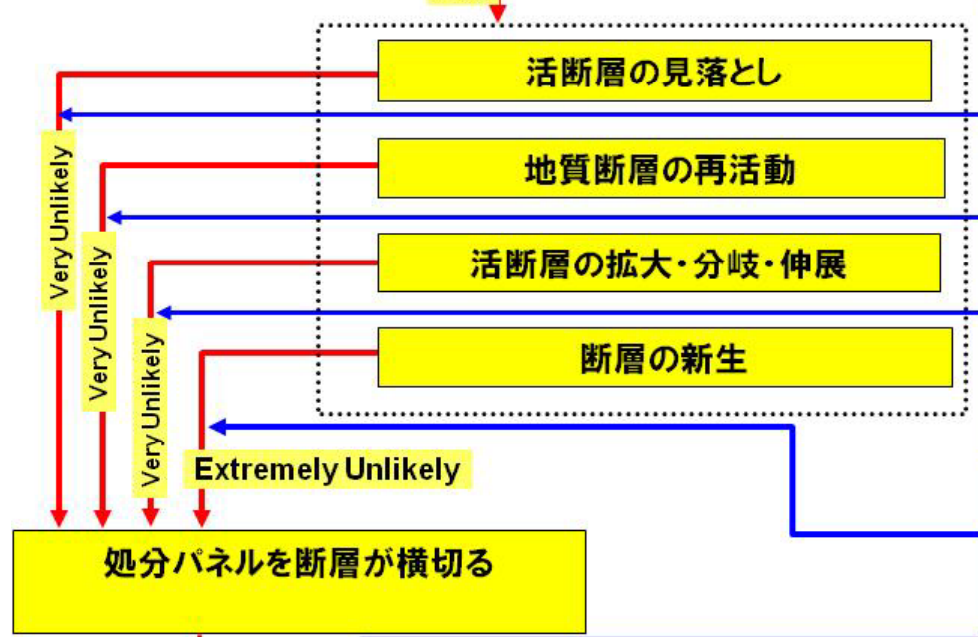 活断層の見落とし
地質断層の再活動
活断層の拡大・分岐・伸展
断層の新生
Very Unlikely
Very Unlikely
Very Unlikely
Extremely Unlikely
処分パネルを断層が横切る